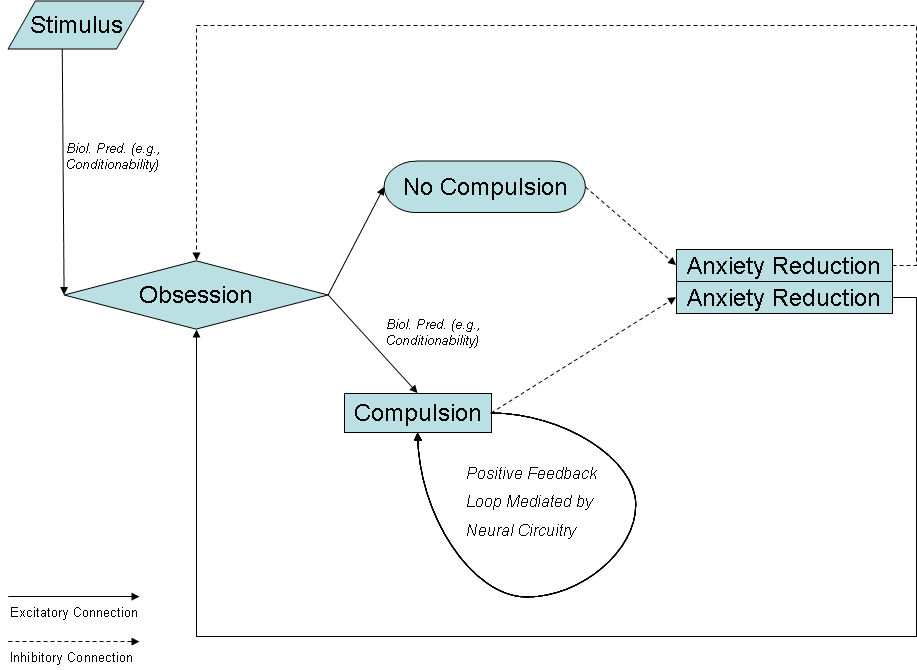 Stimulus
Biol. Pred. (e.g.,
Conditionability)
No Compulsion
Anxiety Reduction
Anxiety Reduction
Obsession
Biol. Pred. (e.g.,
Conditionability)
Compulsion
Positive Feedback
Loop Mediated by
Neural Circuitry
Excitatory Connection
Inhibitory Connection